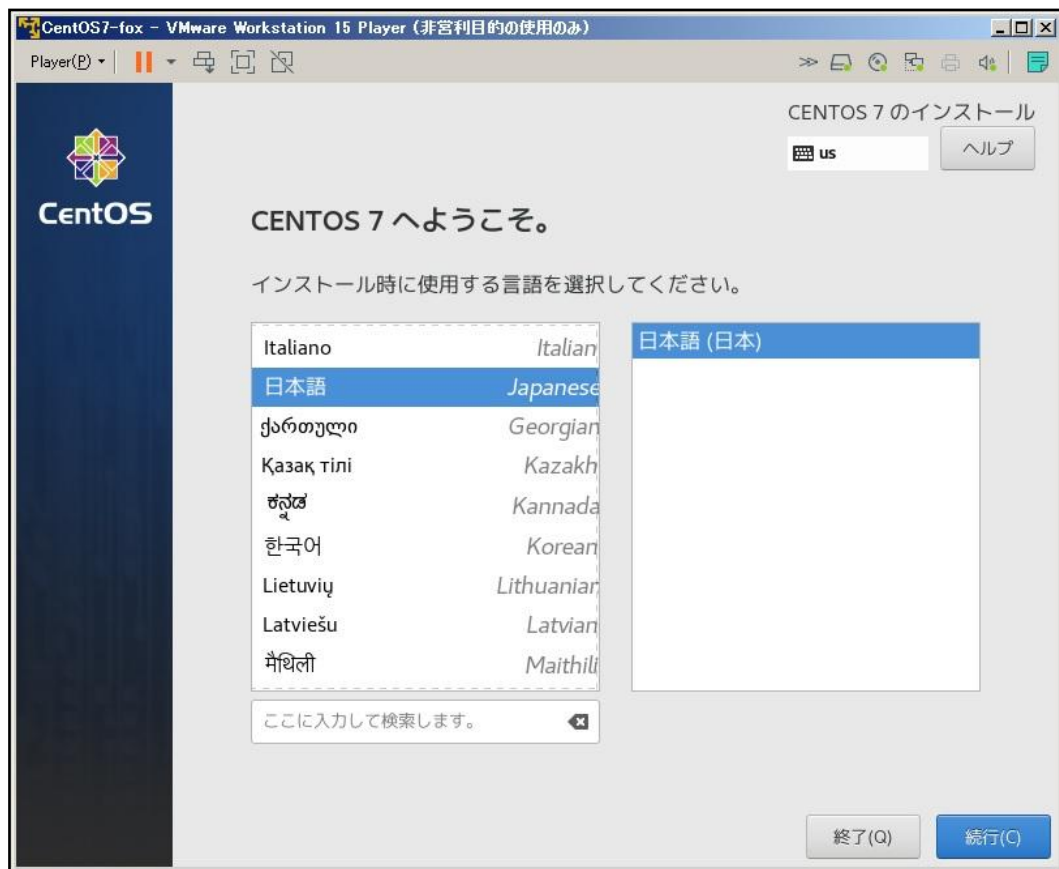 CentOS7-fox - VMware Workstation 15 Player (非営利目的の使用のみ)
Player(P)
CENTOS 7 のインストール
us
ヘルプ
CentOS
CENTOS 7 へようこそ。
インストール時に使用する言語を選択してください。
Italiano Italian
日本語 Japanese
ქართული Georgian
Қазақ тілі Kazakh
ಕನ್ನಡ Kannada
한국어 Korean
Lietuvių Lithuanian
Latviešu Latvian
मैथिली Maithili
日本語 (日本)
ここに入力して検索します。
終了(Q)
続行(C)